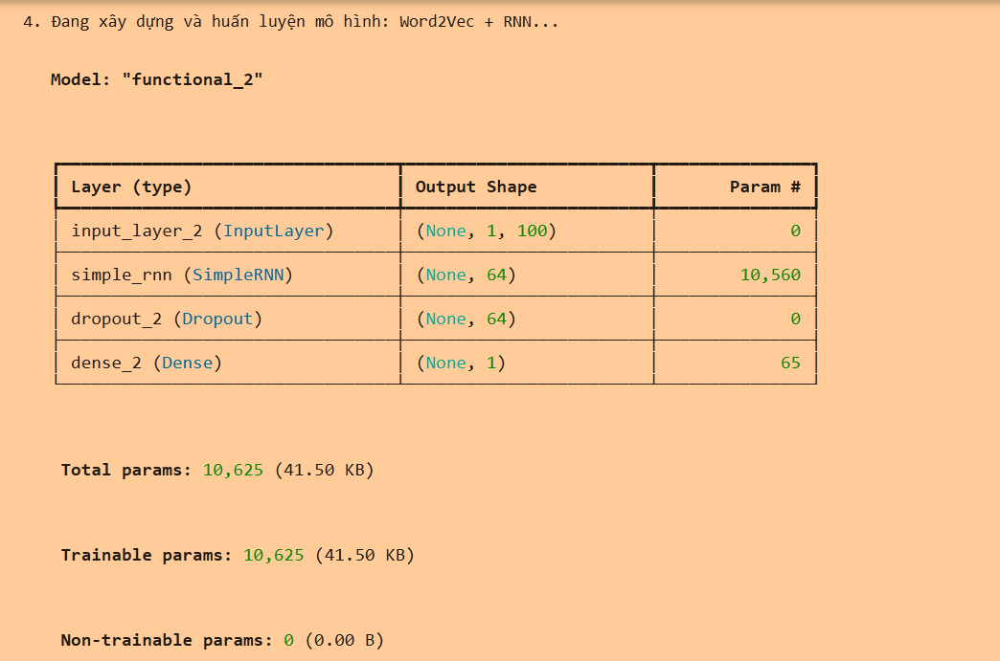 4. Đang xây dựng và huấn luyện mô hình: Word2Vec + RNN...
Model: "functional_2"
Layer (type) Output Shape Param #
input_layer_2 (InputLayer) (None, 1, 100) 0
simple_rnn (SimpleRNN) (None, 64) 10,560
dropout_2 (Dropout) (None, 64) 0
dense_2 (Dense) (None, 1) 65
Total params: 10,625 (41.50 KB)
Trainable params: 10,625 (41.50 KB)
Non-trainable params: 0 (0.00 B)